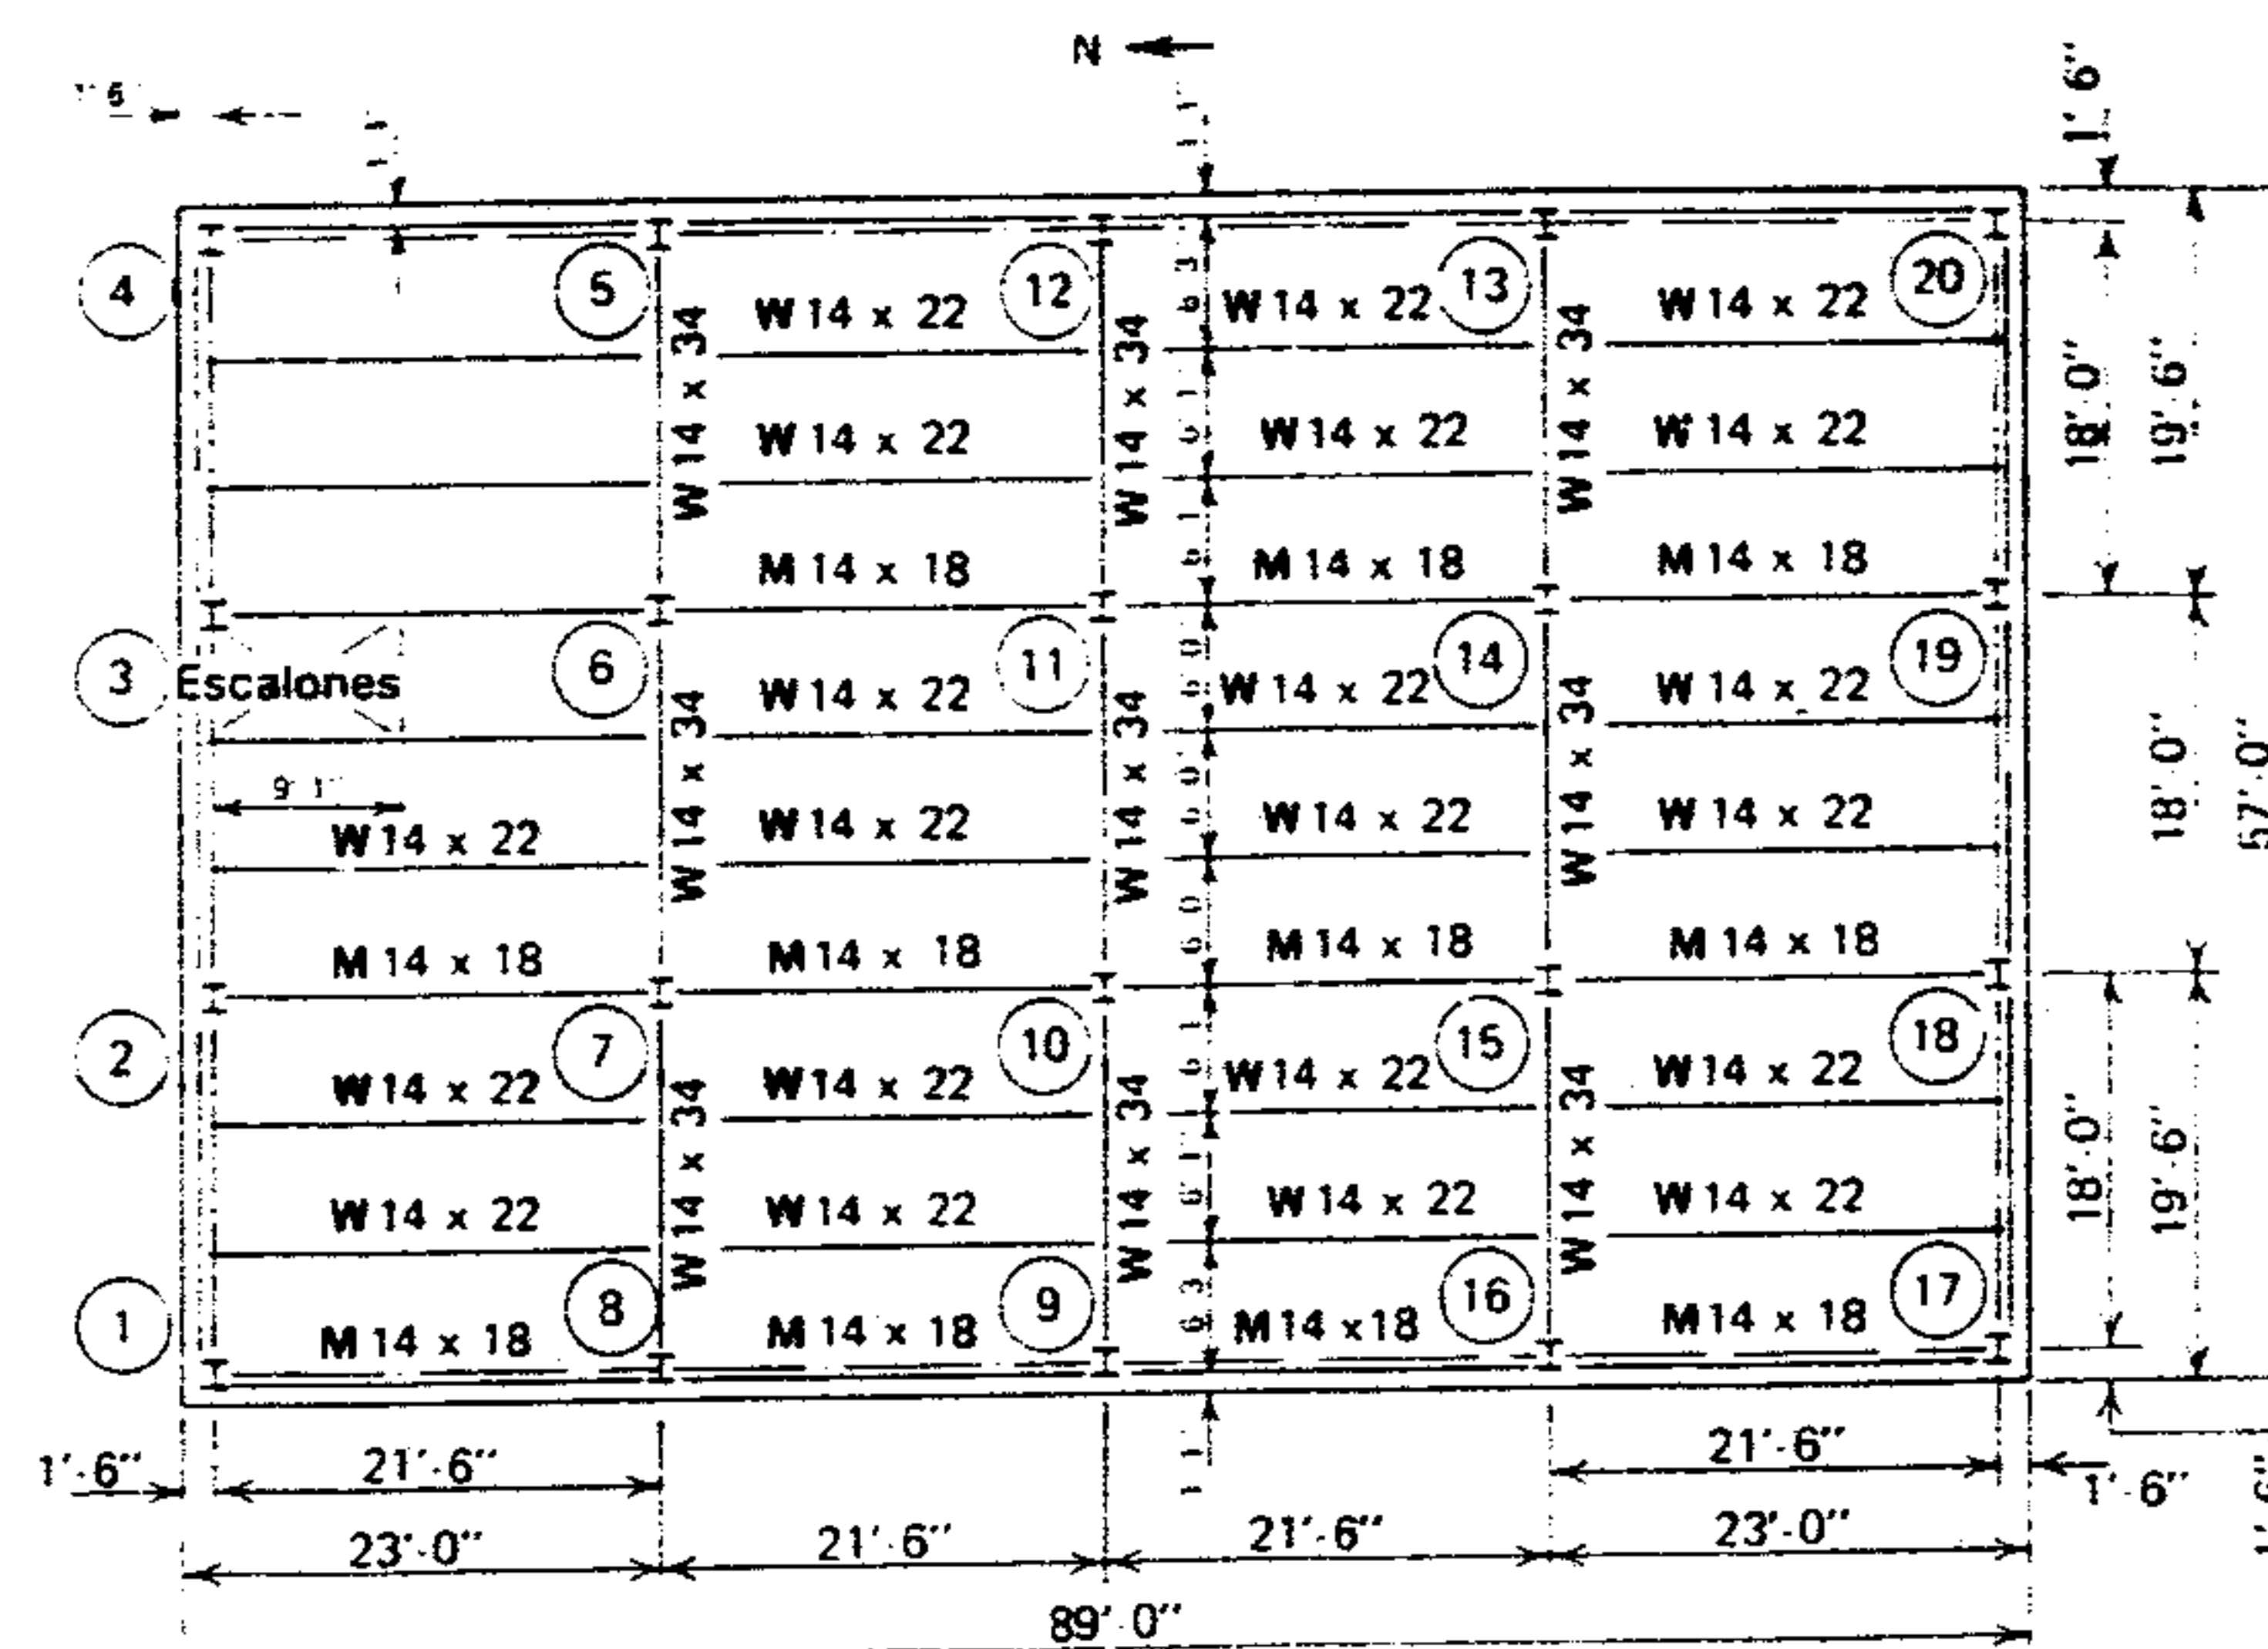 N
1'6"
4
5
12
13
20
W 14 x 22
W 14 x 22
W 14 x 22
W 14 x 34
W 14 x 34
W 14 x 34
18'·0"
19'·6"
W 14 x 22
W 14 x 22
W 14 x 22
M 14 x 18
M 14 x 18
M 14 x 18
3
Escalones
6
11
14
19
W 14 x 22
W 14 x 22
W 14 x 22
W 14 x 34
W 14 x 34
W 14 x 34
18'·0"
57'·0"
W 14 x 22
W 14 x 22
W 14 x 22
W 14 x 22
M 14 x 18
M 14 x 18
M 14 x 18
M 14 x 18
2
7
10
15
18
W 14 x 22
W 14 x 22
W 14 x 22
W 14 x 22
W 14 x 34
W 14 x 34
W 14 x 34
18'·0"
19'·6"
W 14 x 22
W 14 x 22
W 14 x 22
W 14 x 22
1
8
9
16
17
M 14 x 18
M 14 x 18
M 14 x18
M 14 x 18
1'·6"
21'·6"
21'·6"
1'·6"
23'·0"
21'·6"
21'·6"
23'·0"
89'·0"